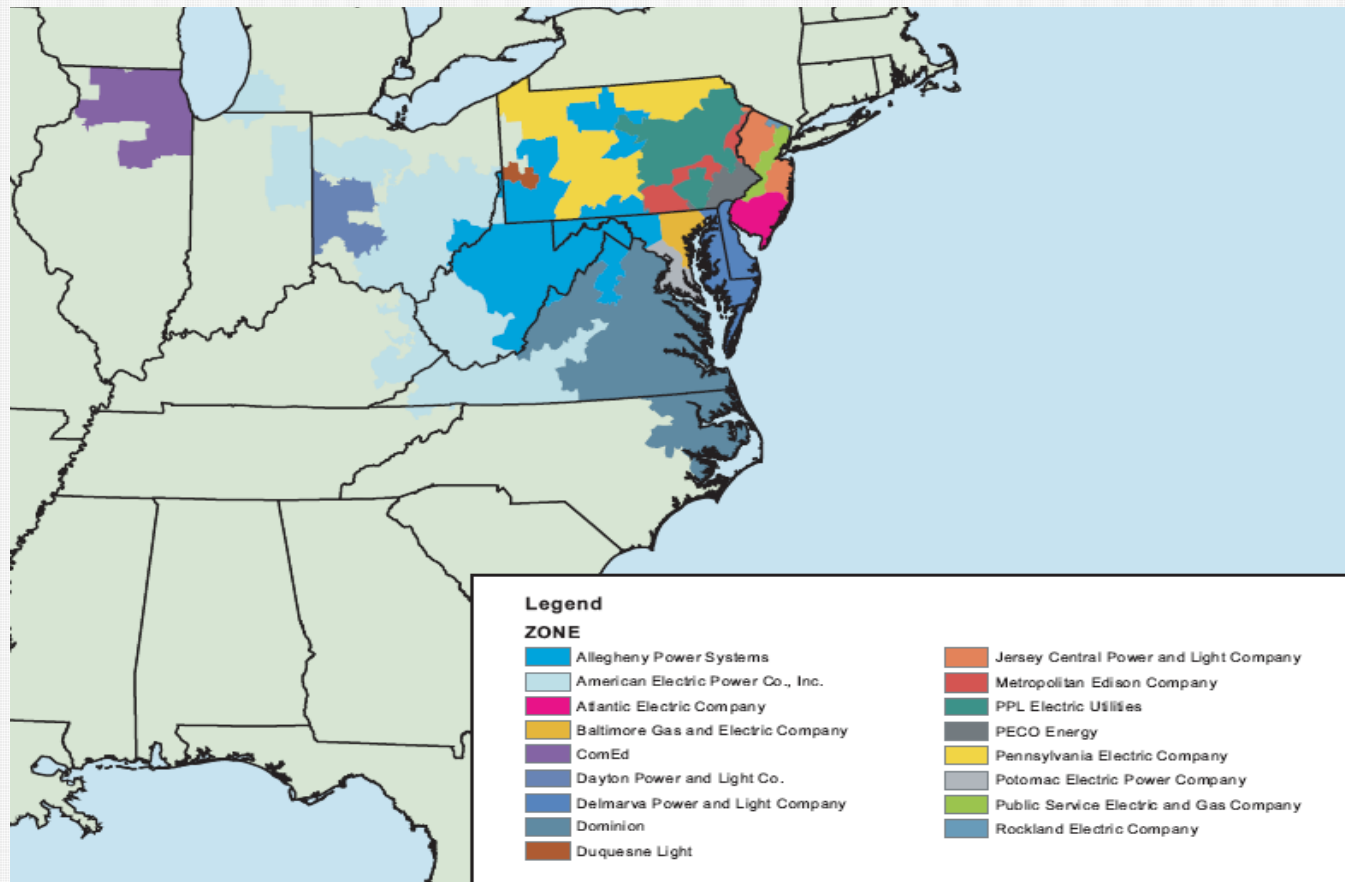 Legend
ZONE
Allegheny Power Systems
American Electric Power Co., Inc.
Atlantic Electric Company
Baltimore Gas and Electric Company
ComEd
Dayton Power and Light Co.
Delmarva Power and Light Company
Dominion
Duquesne Light
Jersey Central Power and Light Company
Metropolitan Edison Company
PPL Electric Utilities
PECO Energy
Pennsylvania Electric Company
Potomac Electric Power Company
Public Service Electric and Gas Company
Rockland Electric Company